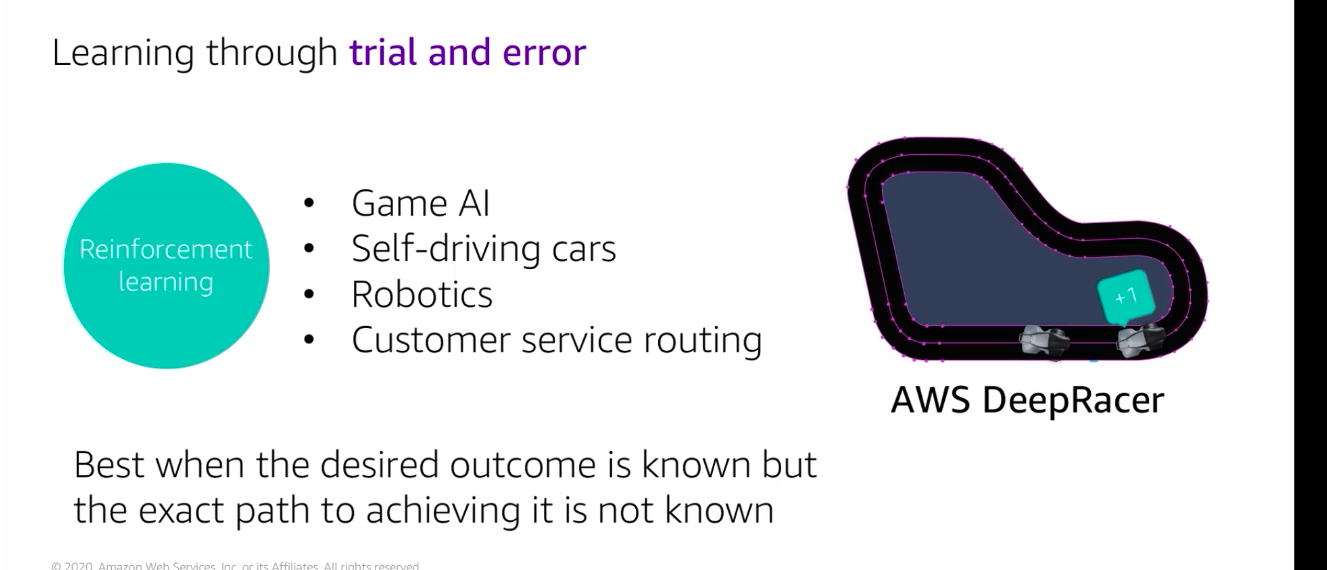 Learning through trial and error
Reinforcement
learning
• Game AI
• Self-driving cars
• Robotics
• Customer service routing
+1
AWS DeepRacer
Best when the desired outcome is known but
the exact path to achieving it is not known
© 2020, Amazon Web Services, Inc. or its Affiliates. All rights reserved.